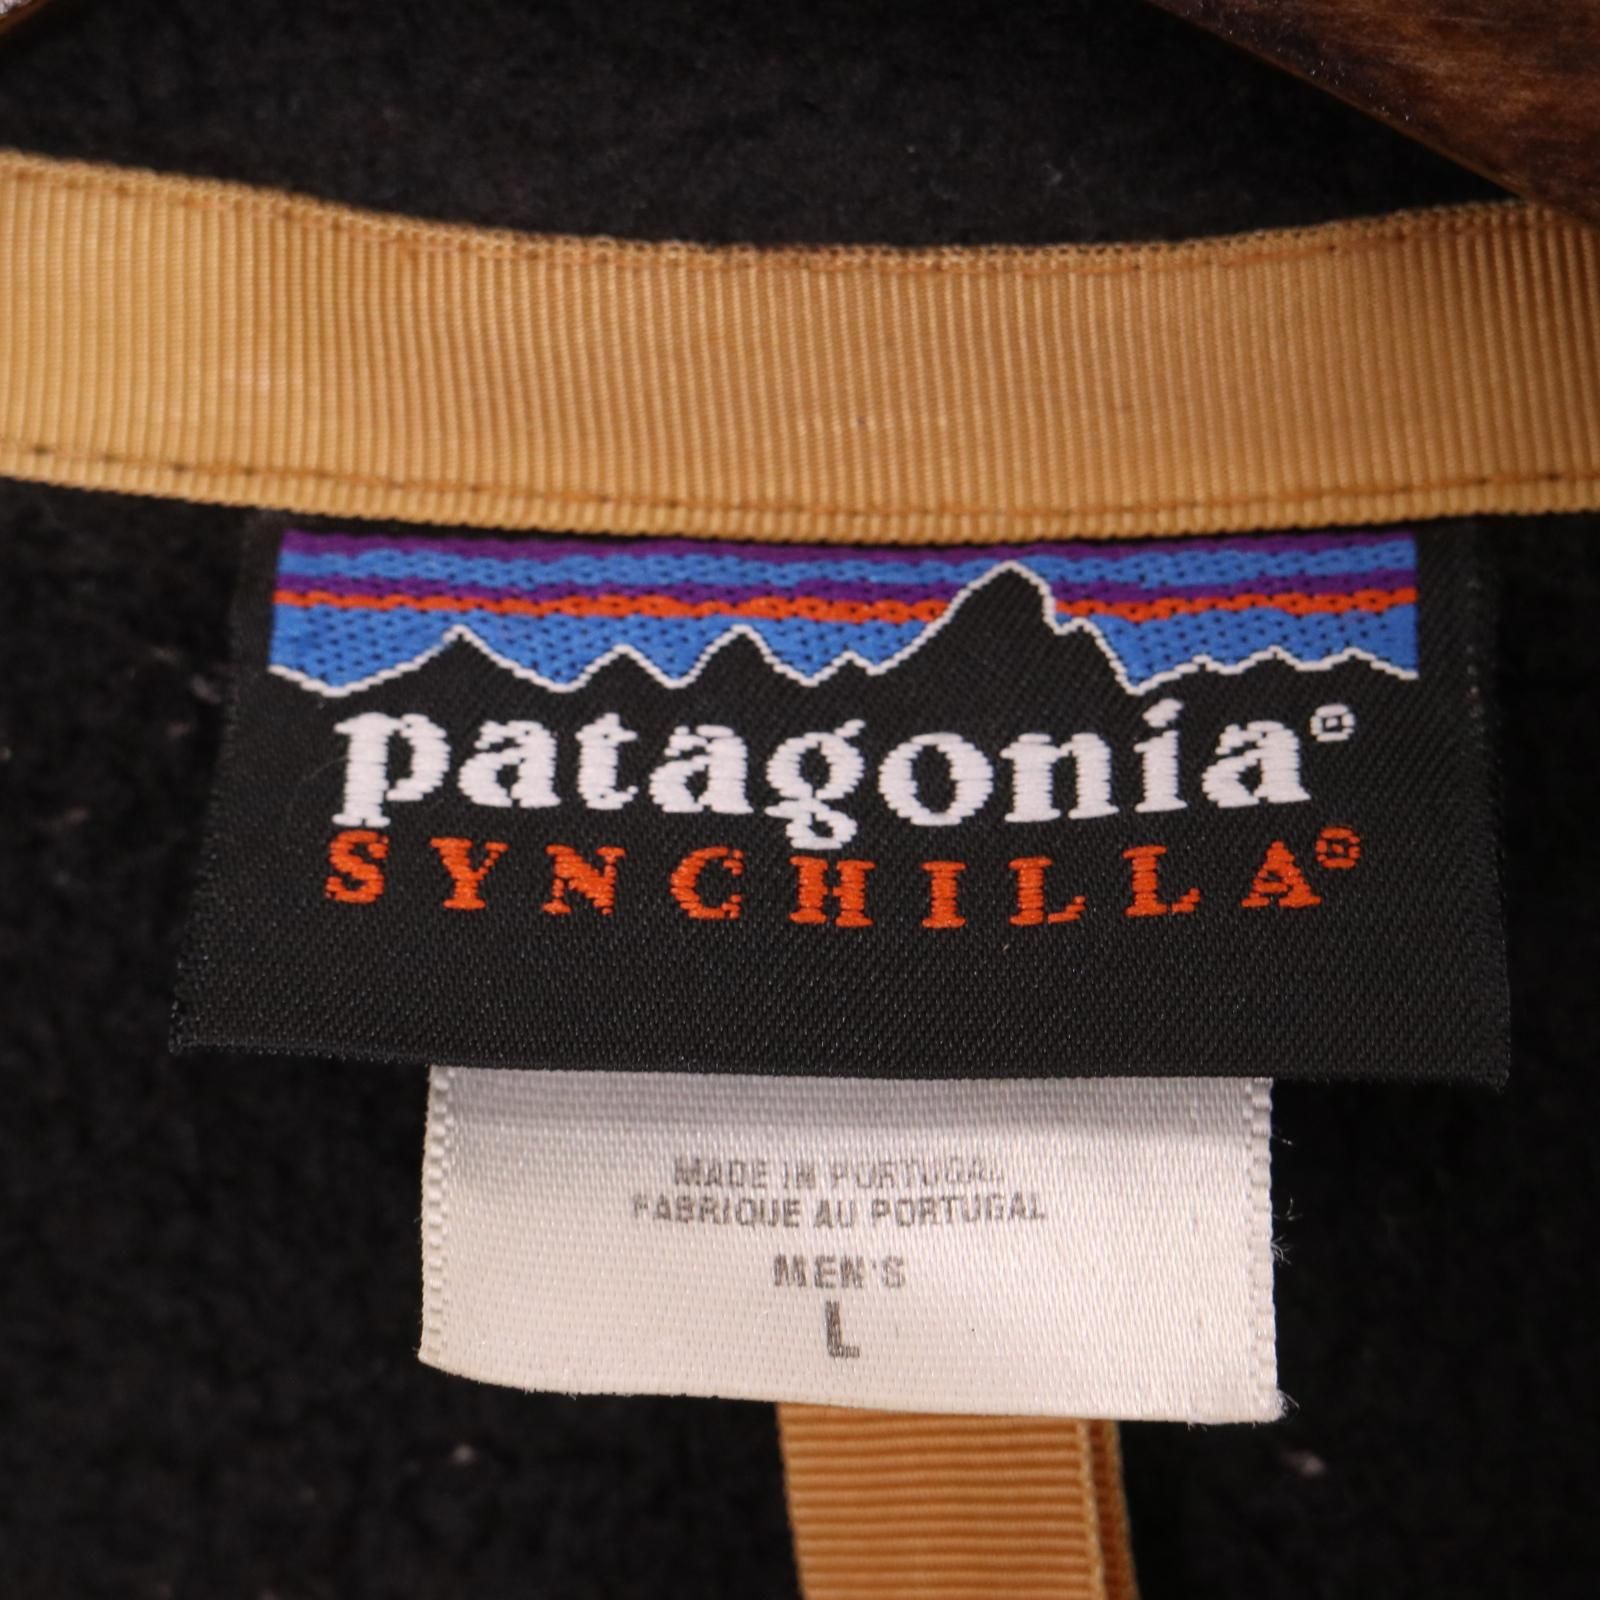 patagonia®
SYNCHILLA®
MADE IN PORTUGAL
FABRIQUE AU PORTUGAL
MEN'S
L